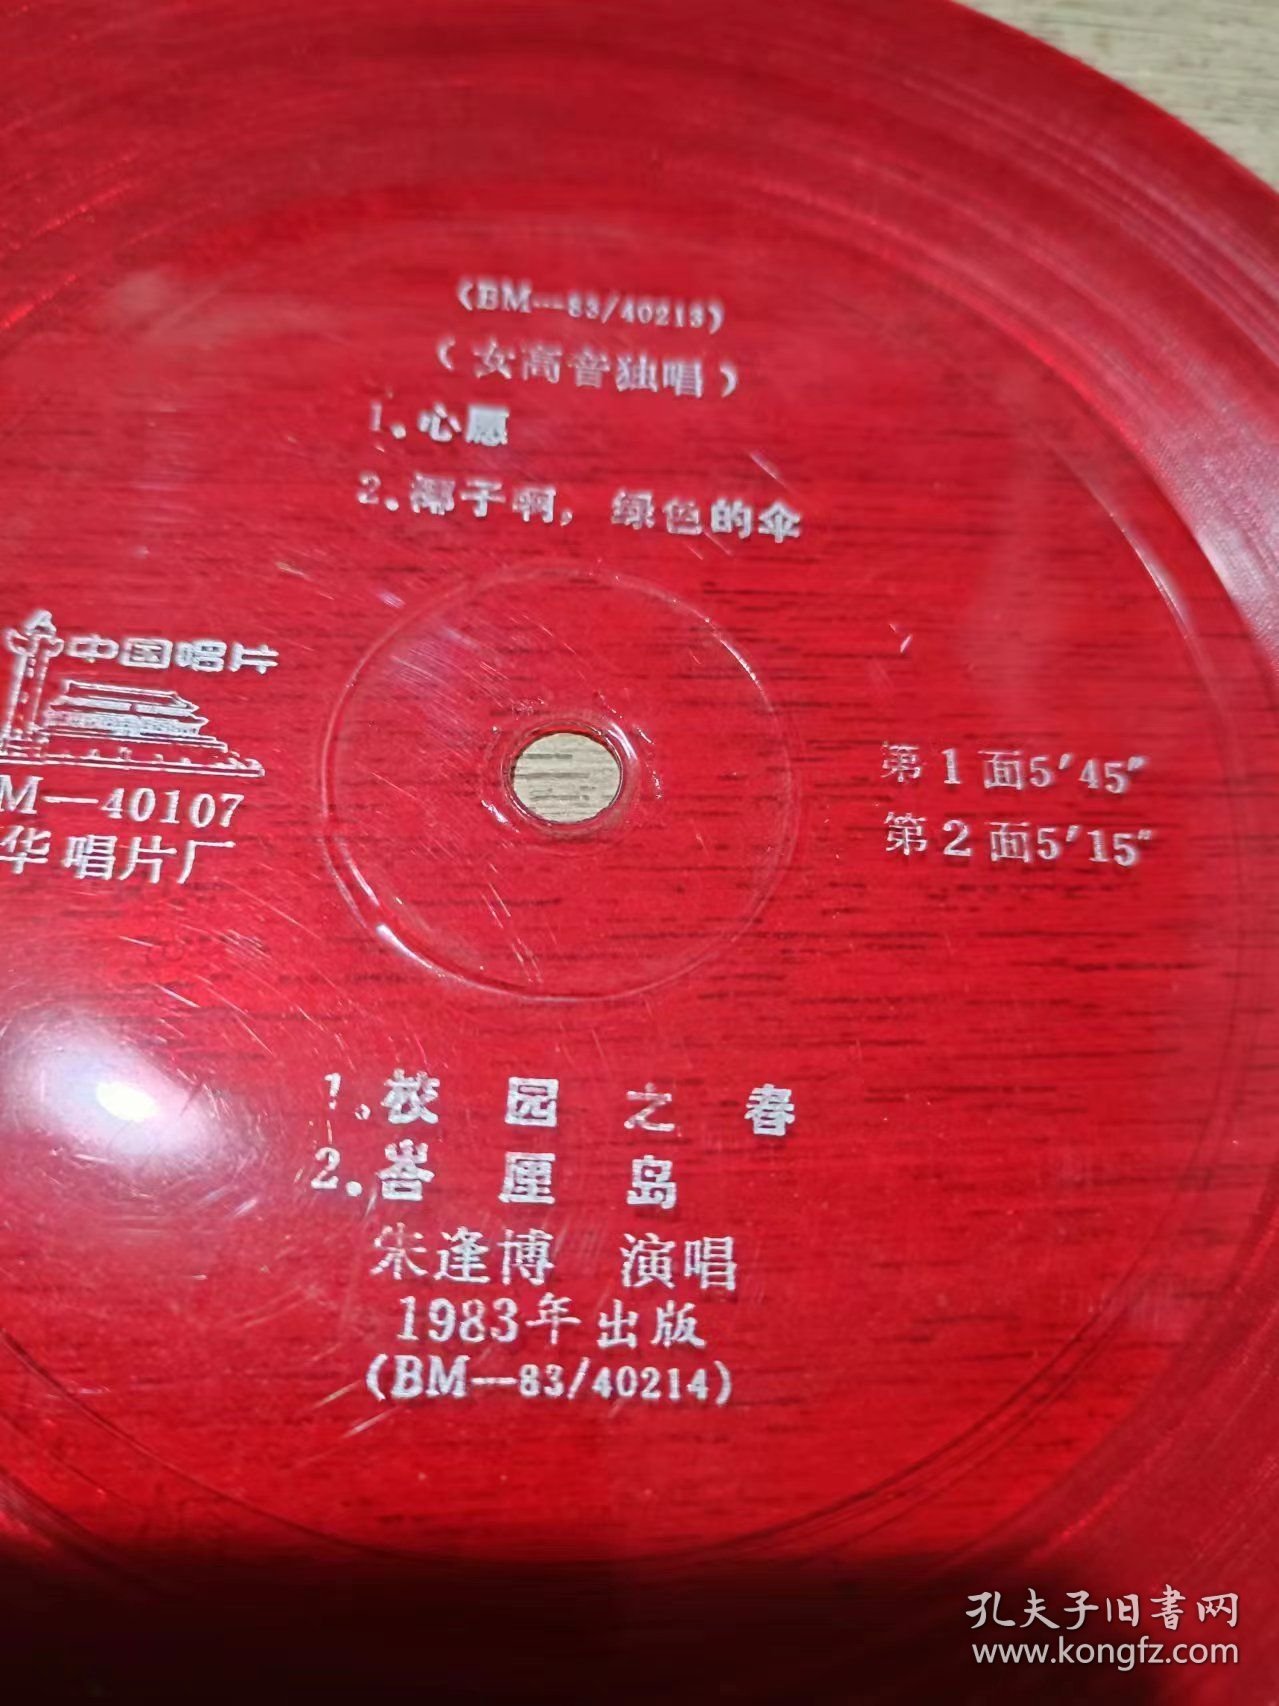 (BM—83/40213)
(女高音独唱)
1.心愿
2.椰子啊，绿色的伞
中国唱片
M—40107
华唱片厂
第1面5′45″
第2面5′15″
1.校园之春
2.峇厘岛
朱逢博 演唱
1983年出版
(BM—83/40214)
孔夫子旧书网
www.kongfz.com